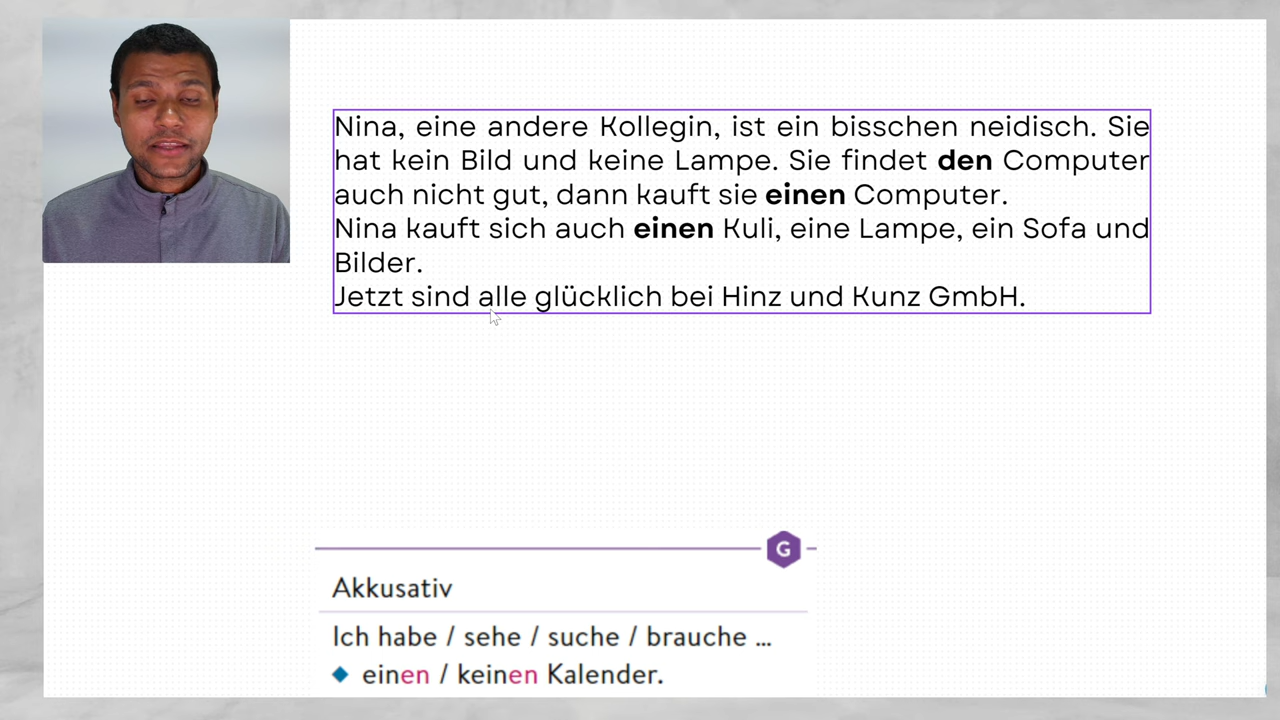 Nina, eine andere Kollegin, ist ein bisschen neidisch. Sie
hat kein Bild und keine Lampe. Sie findet den Computer
auch nicht gut, dann kauft sie einen Computer.
Nina kauft sich auch einen Kuli, eine Lampe, ein Sofa und
Bilder.
Jetzt sind alle glücklich bei Hinz und Kunz GmbH.
G
Akkusativ
Ich habe / sehe / suche / brauche ...
einen / keinen Kalender.